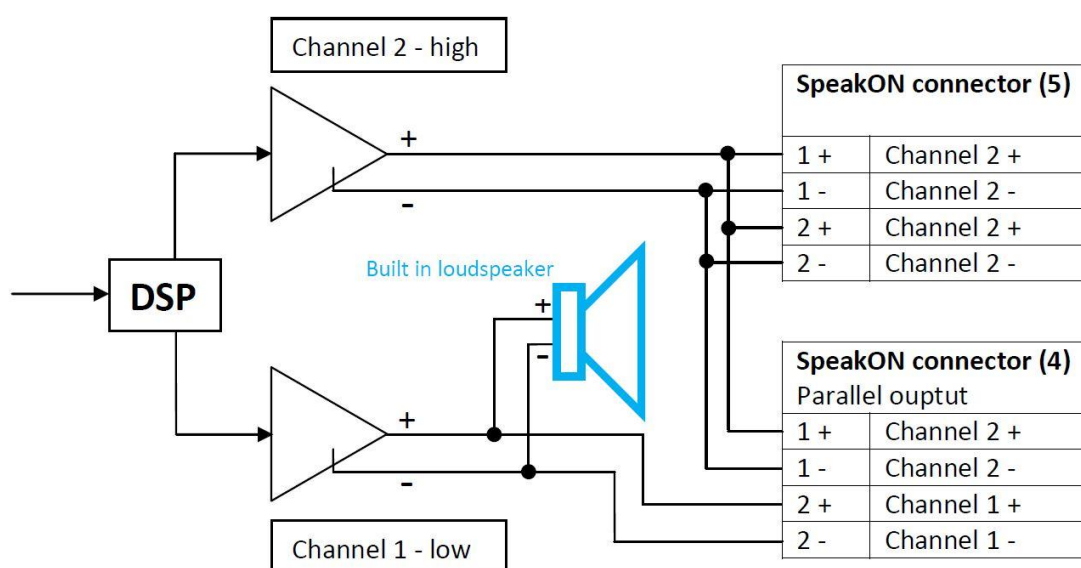 Channel 2 - high
SpeakON connector (5)
+
1 + Channel 2 +
1 - Channel 2 -
-
2 + Channel 2 +
2 - Channel 2 -
Built in loudspeaker
DSP
+
-
SpeakON connector (4)
Parallel ouptut
+
1 + Channel 2 +
1 - Channel 2 -
-
2 + Channel 1 +
2 - Channel 1 -
Channel 1 - low